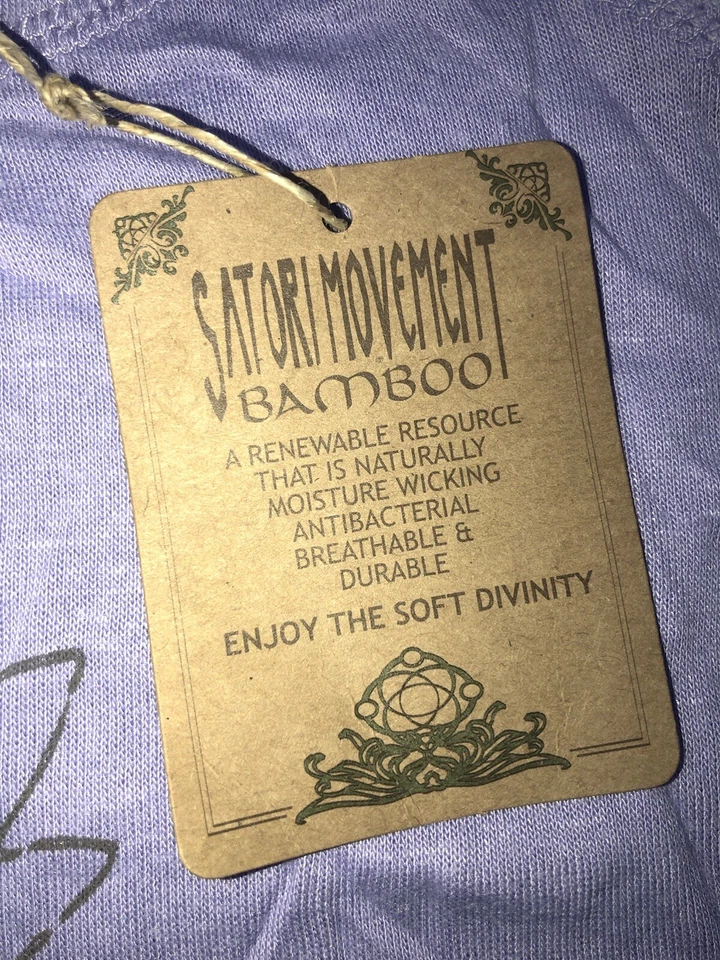 SATORI MOVEMENT
BAMBOO
A RENEWABLE RESOURCE
THAT IS NATURALLY
MOISTURE WICKING
ANTIBACTERIAL
BREATHABLE &
DURABLE
ENJOY THE SOFT DIVINITY